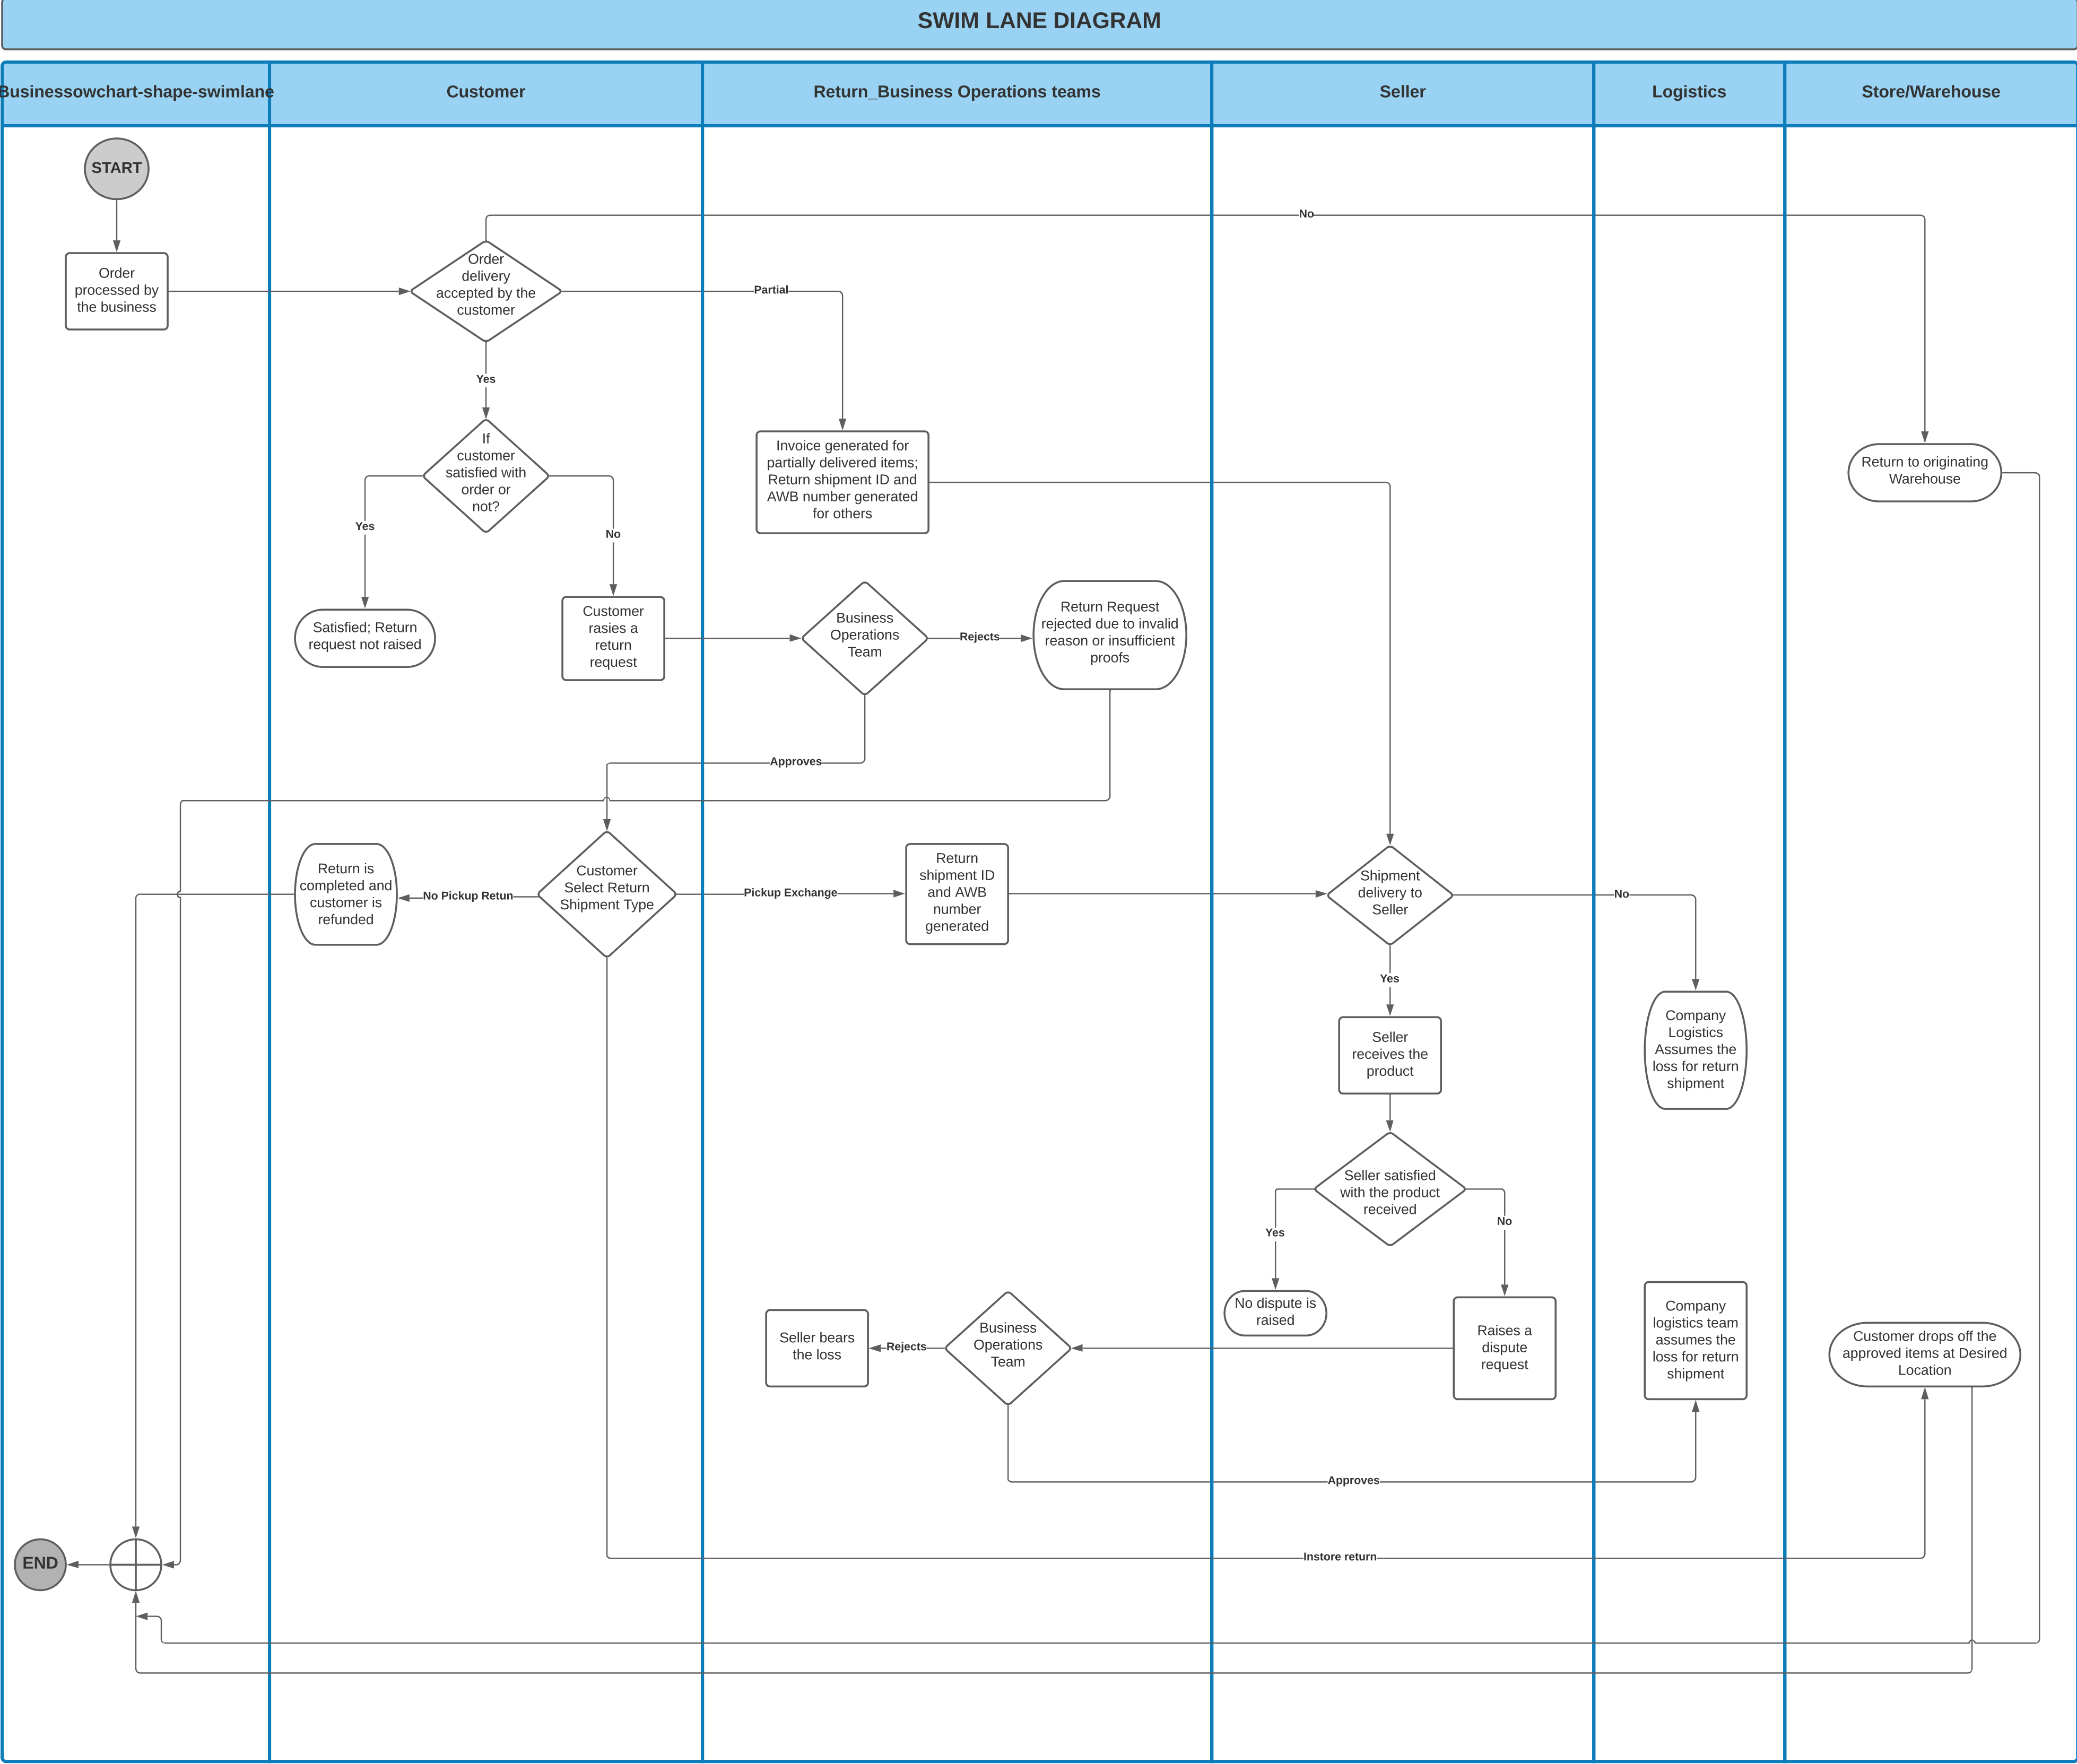 SWIM LANE DIAGRAM
Businessowchart-shape-swimlane
Customer
Return_Business Operations teams
Seller
Logistics
Store/Warehouse
START
No
Order
processed by
the business
Order
delivery
accepted by the
customer
Partial
Yes
If
customer
satisfied with
order or
not?
Invoice generated for
partially delivered items;
Return shipment ID and
AWB number generated
for others
Return to originating
Warehouse
Yes
No
Satisfied; Return
request not raised
Customer
rasies a
return
request
Business
Operations
Team
Rejects
Return Request
rejected due to invalid
reason or insufficient
proofs
Approves
Return is
completed and
customer is
refunded
No Pickup Retun
Customer
Select Return
Shipment Type
Pickup Exchange
Return
shipment ID
and AWB
number
generated
Shipment
delivery to
Seller
No
Yes
Seller
receives the
product
Company
Logistics
Assumes the
loss for return
shipment
Seller satisfied
with the product
received
Yes
No
No dispute is
raised
Seller bears
the loss
Rejects
Business
Operations
Team
Raises a
dispute
request
Company
logistics team
assumes the
loss for return
shipment
Customer drops off the
approved items at Desired
Location
Approves
Instore return
END